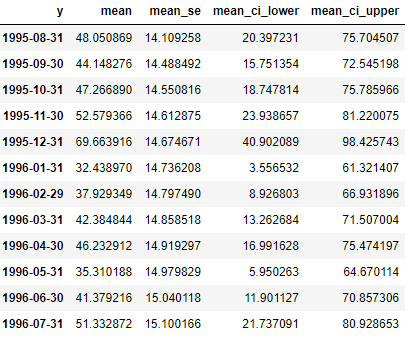 y mean mean_se mean_ci_lower mean_ci_upper
1995-08-31 48.050869 14.109258 20.397231 75.704507
1995-09-30 44.148276 14.488492 15.751354 72.545198
1995-10-31 47.266890 14.550816 18.747814 75.785966
1995-11-30 52.579366 14.612875 23.938657 81.220075
1995-12-31 69.663916 14.674671 40.902089 98.425743
1996-01-31 32.438970 14.736208 3.556532 61.321407
1996-02-29 37.929349 14.797490 8.926803 66.931896
1996-03-31 42.384844 14.858518 13.262684 71.507004
1996-04-30 46.232912 14.919297 16.991628 75.474197
1996-05-31 35.310188 14.979829 5.950263 64.670114
1996-06-30 41.379216 15.040118 11.901127 70.857306
1996-07-31 51.332872 15.100166 21.737091 80.928653